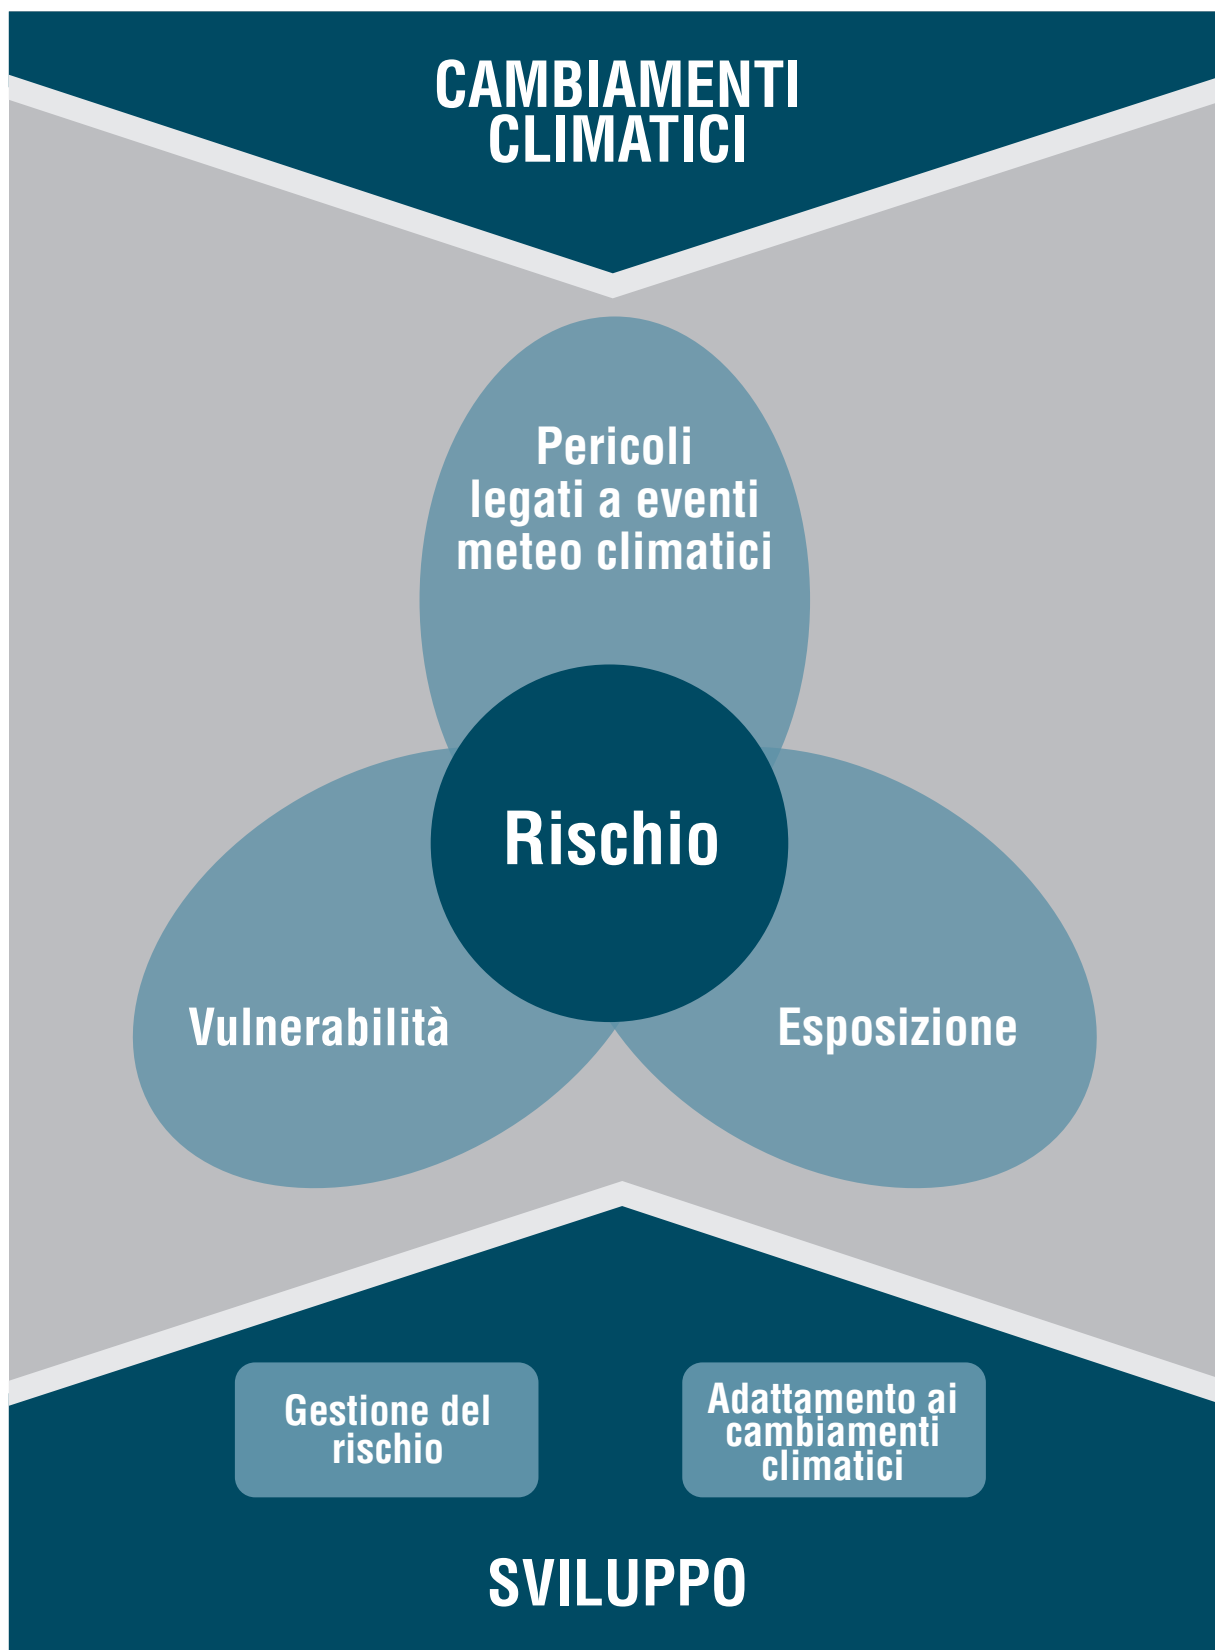 CAMBIAMENTI
CLIMATICI
Pericoli
legati a eventi
meteo climatici
Rischio
Vulnerabilità
Esposizione
Gestione del
rischio
Adattamento ai
cambiamenti
climatici
SVILUPPO